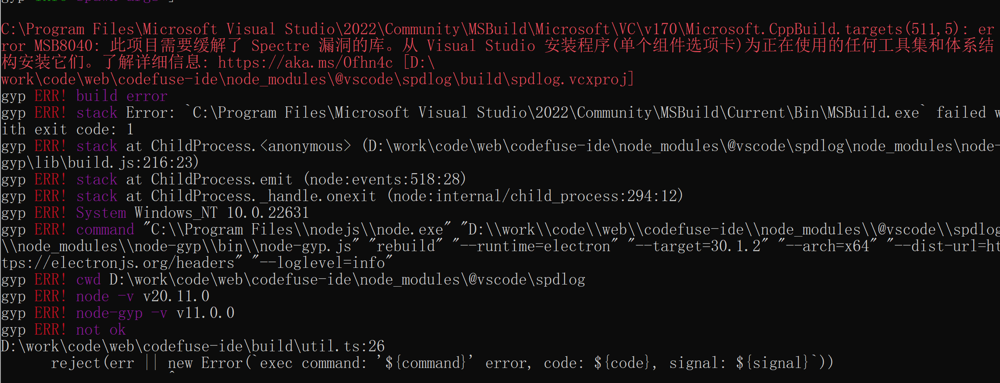 gyp info spawn args ]
C:\Program Files\Microsoft Visual Studio\2022\Community\MSBuild\Microsoft\VC\v170\Microsoft.CppBuild.targets(511,5): er
ror MSB8040: 此项目需要缓解了 Spectre 漏洞的库。从 Visual Studio 安装程序(单个组件选项卡)为正在使用的任何工具集和体系结
构安装它们。了解详细信息: https://aka.ms/Ofhn4c [D:\
work\code\web\codefuse-ide\node_modules\@vscode\spdlog\build\spdlog.vcxproj]
gyp ERR! build error
gyp ERR! stack Error: `C:\Program Files\Microsoft Visual Studio\2022\Community\MSBuild\Current\Bin\MSBuild.exe` failed w
ith exit code: 1
gyp ERR! stack at ChildProcess.<anonymous> (D:\work\code\web\codefuse-ide\node_modules\@vscode\spdlog\node_modules\node-
gyp\lib\build.js:216:23)
gyp ERR! stack at ChildProcess.emit (node:events:518:28)
gyp ERR! stack at ChildProcess._handle.onexit (node:internal/child_process:294:12)
gyp ERR! System Windows_NT 10.0.22631
gyp ERR! command "C:\\Program Files\\nodejs\\node.exe" "D:\\work\\code\\web\\codefuse-ide\\node_modules\\@vscode\\spdlog
\\node_modules\\node-gyp\\bin\\node-gyp.js" "rebuild" "--runtime=electron" "--target=30.1.2" "--arch=x64" "--dist-url=ht
tps://electronjs.org/headers" "--loglevel=info"
gyp ERR! cwd D:\work\code\web\codefuse-ide\node_modules\@vscode\spdlog
gyp ERR! node -v v20.11.0
gyp ERR! node-gyp -v v11.0.0
gyp ERR! not ok
D:\work\code\web\codefuse-ide\build\util.ts:26
      reject(err || new Error(`exec command: '${command}' error, code: ${code}, signal: ${signal}`))
                    ^